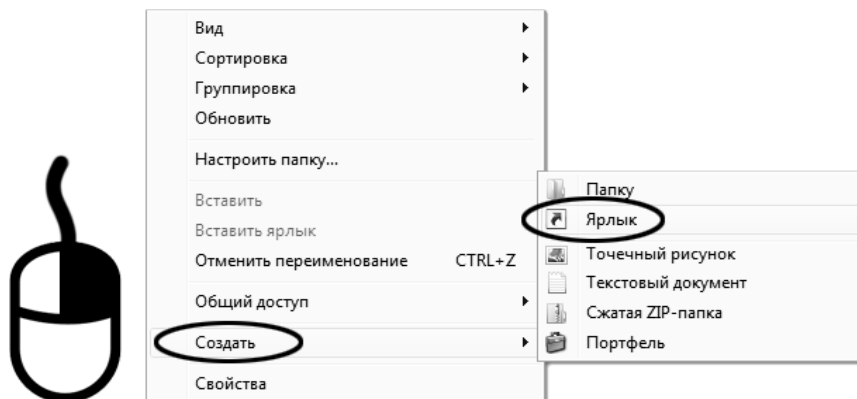 Вид
Сортировка
Группировка
Обновить
Настроить папку...
Вставить
Вставить ярлык
Отменить переименование CTRL+Z
Общий доступ
Создать
Свойства
Папку
Ярлык
Точечный рисунок
Текстовый документ
Сжатая ZIP-папка
Портфель